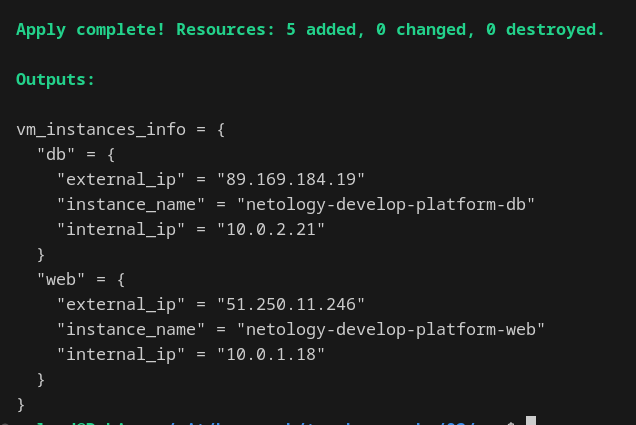 Apply complete! Resources: 5 added, 0 changed, 0 destroyed.
Outputs:
vm_instances_info = {
"db" = {
"external_ip" = "89.169.184.19"
"instance_name" = "netology-develop-platform-db"
"internal_ip" = "10.0.2.21"
}
"web" = {
"external_ip" = "51.250.11.246"
"instance_name" = "netology-develop-platform-web"
"internal_ip" = "10.0.1.18"
}
}